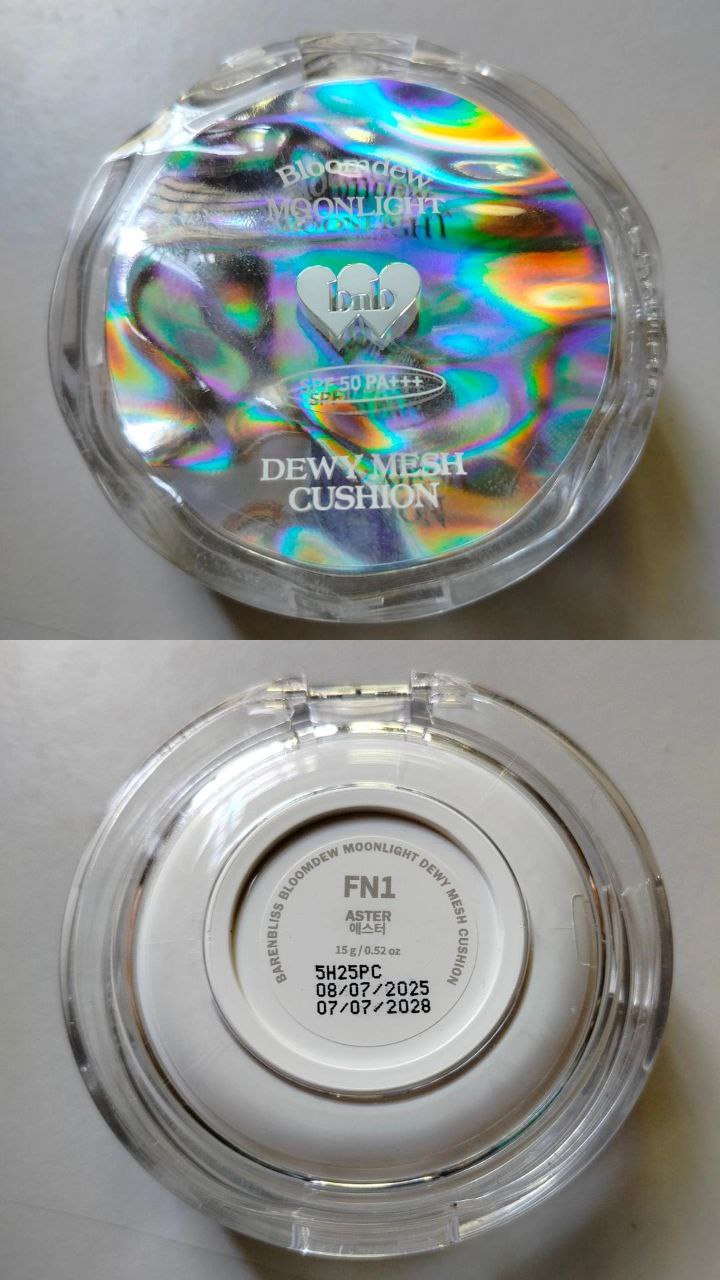 Bloomdew
MOONLIGHT
bnb
SPF 50 PA+++
DEWY MESH
CUSHION
BARENBLISS BLOOMDEW MOONLIGHT DEWY MESH CUSHION
FN1
ASTER
애스터
15 g / 0.52 oz
5H25PC
08/07/2025
07/07/2028